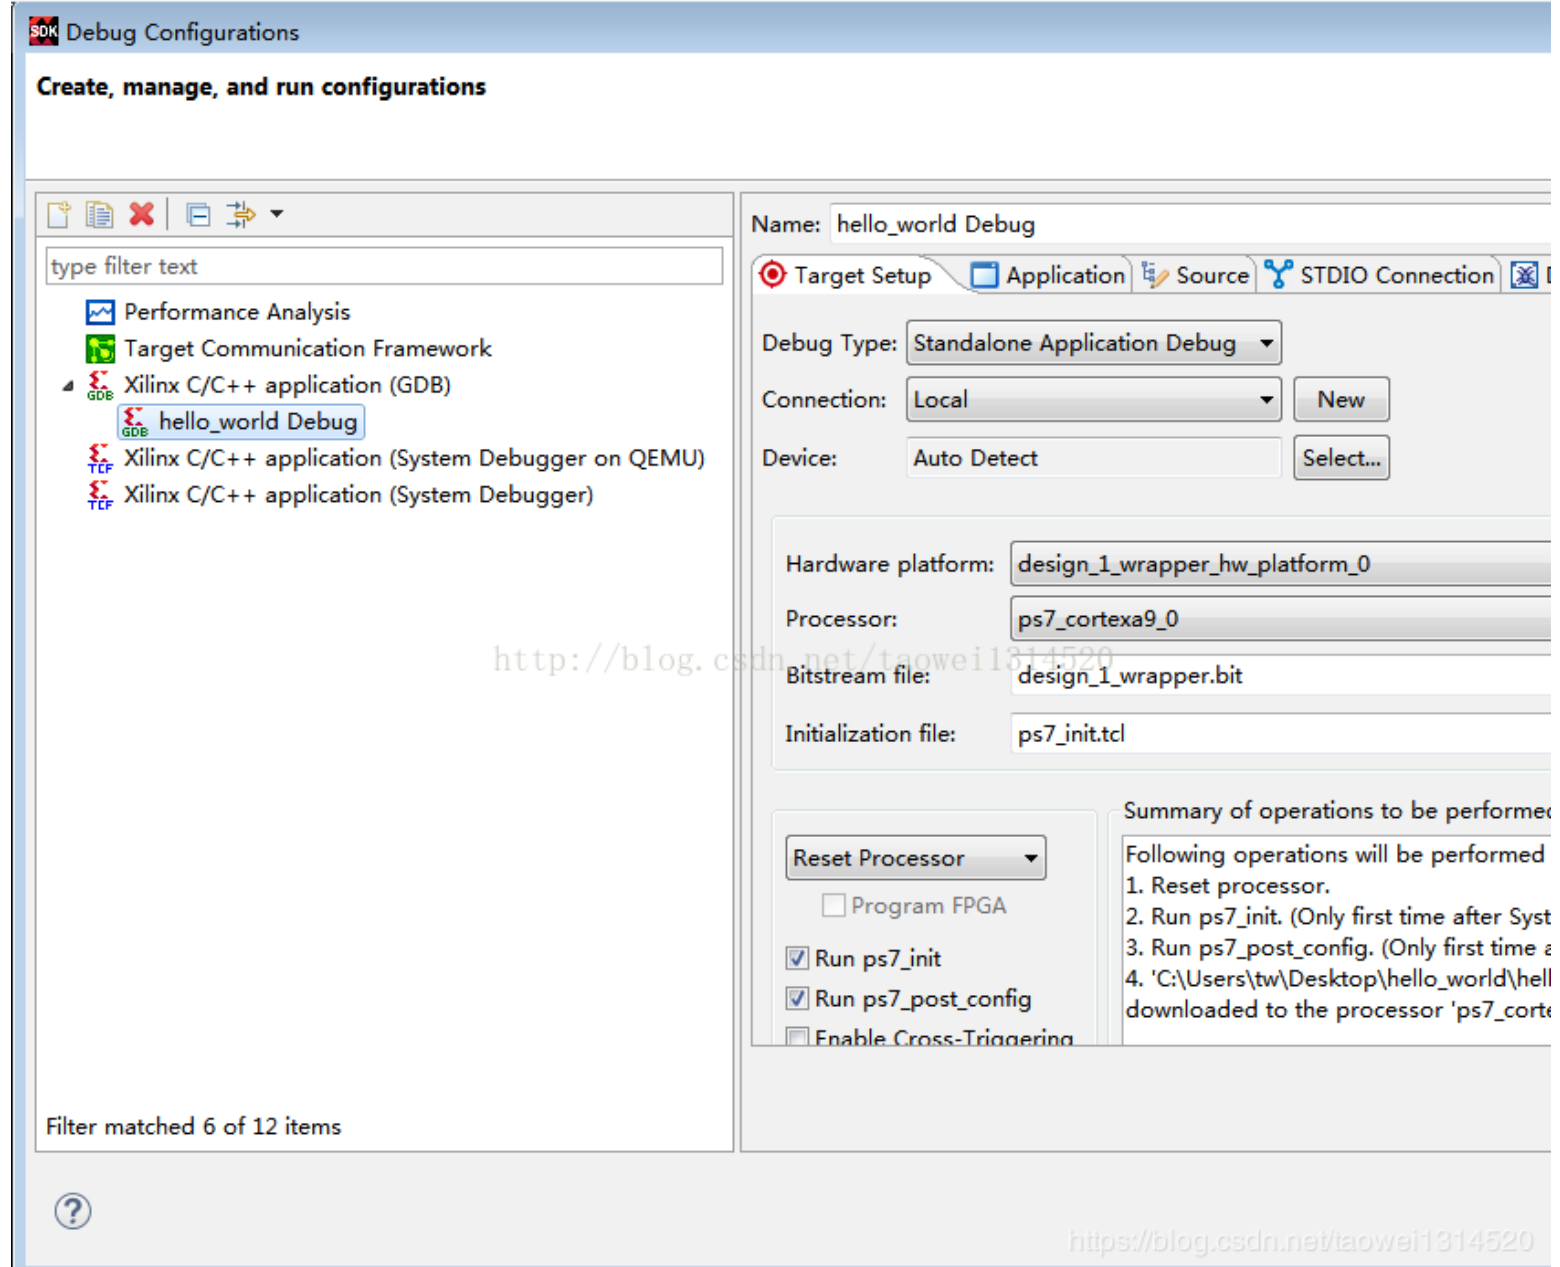 SDK Debug Configurations
Create, manage, and run configurations
type filter text
Performance Analysis
Target Communication Framework
GDB Xilinx C/C++ application (GDB)
GDB hello_world Debug
TCF Xilinx C/C++ application (System Debugger on QEMU)
TCF Xilinx C/C++ application (System Debugger)
Filter matched 6 of 12 items
Name: hello_world Debug
Target Setup Application Source STDIO Connection
Debug Type: Standalone Application Debug
Connection: Local New
Device: Auto Detect Select...
Hardware platform: design_1_wrapper_hw_platform_0
Processor: ps7_cortexa9_0
http://blog.csdn.net/taowei1314520
Bitstream file: design_1_wrapper.bit
Initialization file: ps7_init.tcl
Reset Processor
Program FPGA
Run ps7_init
Run ps7_post_config
Enable Cross-Triggering
Summary of operations to be performed
Following operations will be performed
1. Reset processor.
2. Run ps7_init. (Only first time after Syst
3. Run ps7_post_config. (Only first time a
4. 'C:\Users\tw\Desktop\hello_world\hell
downloaded to the processor 'ps7_corte
https://blog.csdn.net/taowei1314520